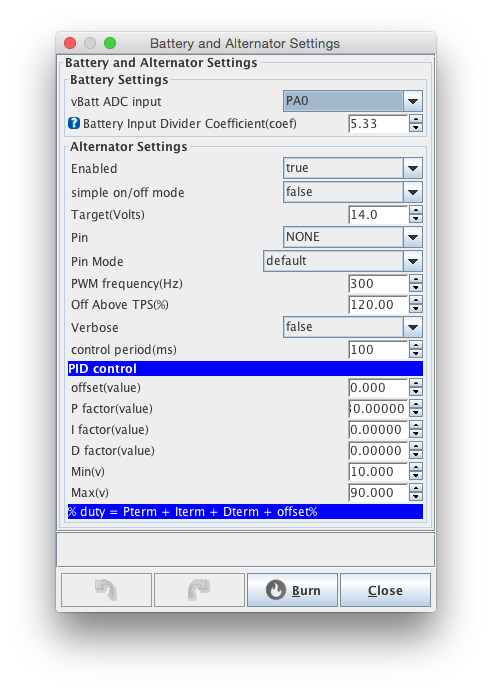 Battery and Alternator Settings
Battery and Alternator Settings
Battery Settings
vBatt ADC input PA0
? Battery Input Divider Coefficient(coef) 5.33
Alternator Settings
Enabled true
simple on/off mode false
Target(Volts) 14.0
Pin NONE
Pin Mode default
PWM frequency(Hz) 300
Off Above TPS(%) 120.00
Verbose false
control period(ms) 100
PID control
offset(value) 0.000
P factor(value) 0.00000
I factor(value) 0.00000
D factor(value) 0.00000
Min(v) 10.000
Max(v) 90.000
% duty = Pterm + Iterm + Dterm + offset%
Burn Close